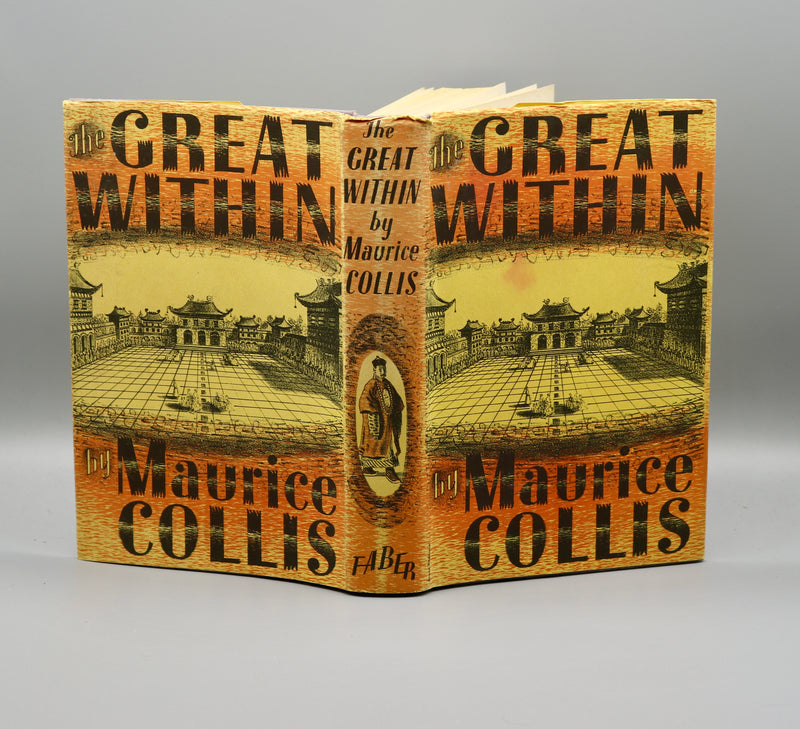 the GREAT
WITHIN
by Maurice
COLLIS
The
GREAT
WITHIN
by
Maurice
COLLIS
FABER
the GREAT
WITHIN
by Maurice
COLLIS